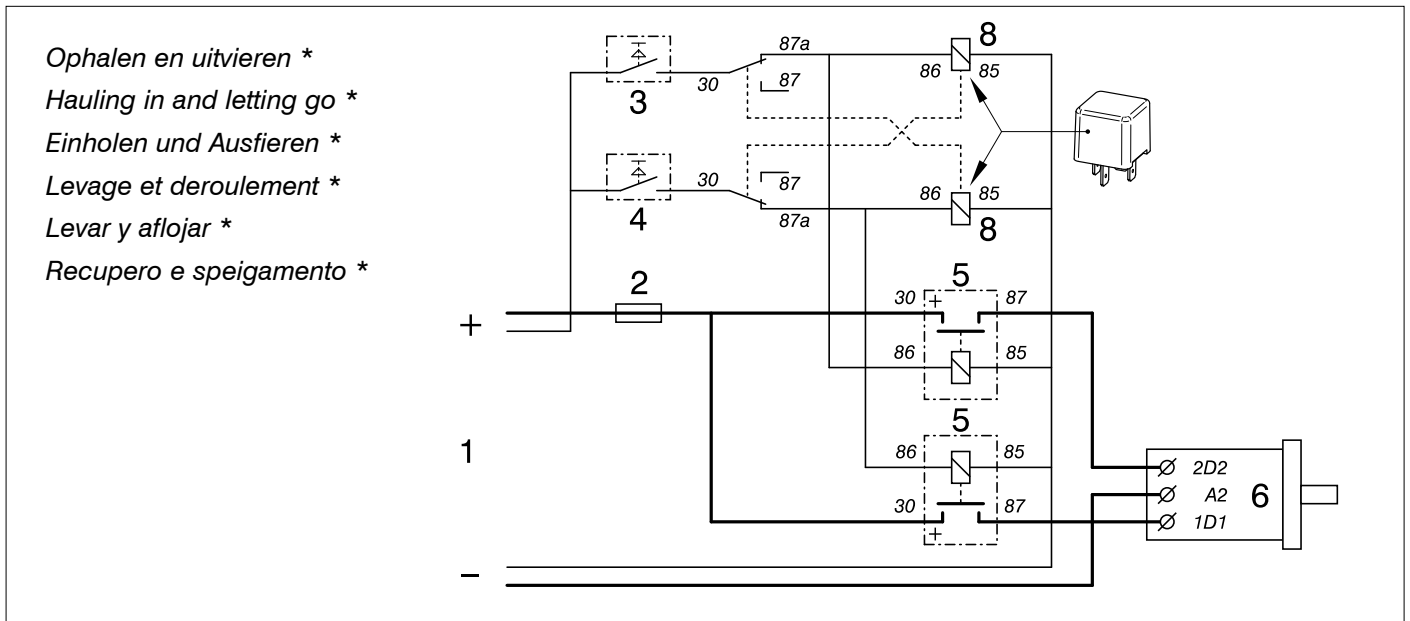 Ophalen en uitvieren *
Hauling in and letting go *
Einholen und Ausfieren *
Levage et deroulement *
Levar y aflojar *
Recupero e speigamento *
3
30
87a
87
86
85
8
4
30
87
87a
86
85
8
2
+
30
+
87
5
86
85
1
5
86
85
30
+
87
2D2
A2
1D1
6
–